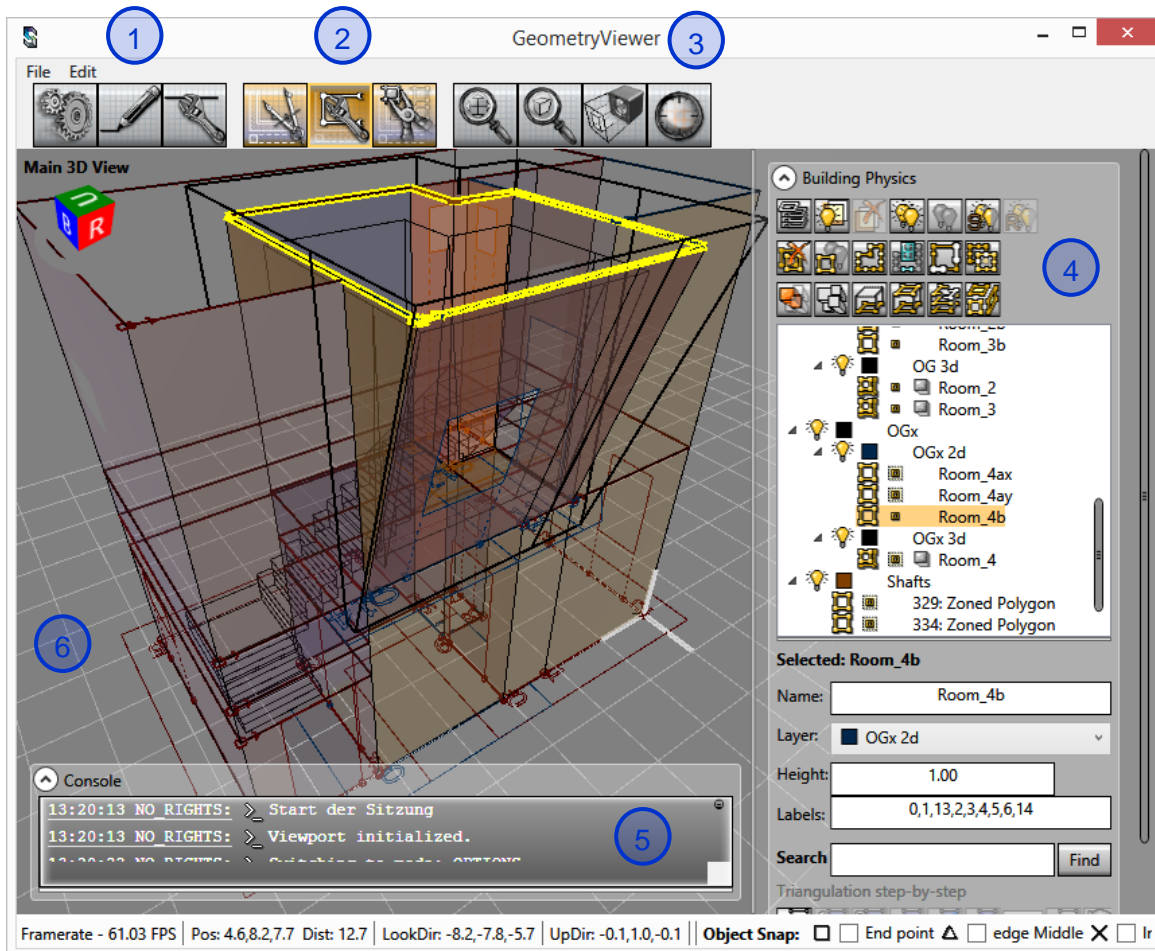 1
2
3
GeometryViewer
File Edit
Main 3D View
U
B R
Building Physics
4
Room_2b
Room_3b
OG 3d
Room_2
Room_3
OGx
OGx 2d
Room_4ax
Room_4ay
Room_4b
OGx 3d
Room_4
Shafts
329: Zoned Polygon
334: Zoned Polygon
6
Selected: Room_4b
Name: Room_4b
Layer: OGx 2d
Height: 1.00
Labels: 0,1,13,2,3,4,5,6,14
Search Find
Triangulation step-by-step
Console
13:20:13 NO_RIGHTS: >_ Start der Sitzung
13:20:13 NO_RIGHTS: >_ Viewport initialized.
5
Framerate - 61.03 FPS Pos: 4.6,8.2,7.7 Dist: 12.7 LookDir: -8.2,-7.8,-5.7 UpDir: -0.1,1.0,-0.1 Object Snap: End point edge Middle